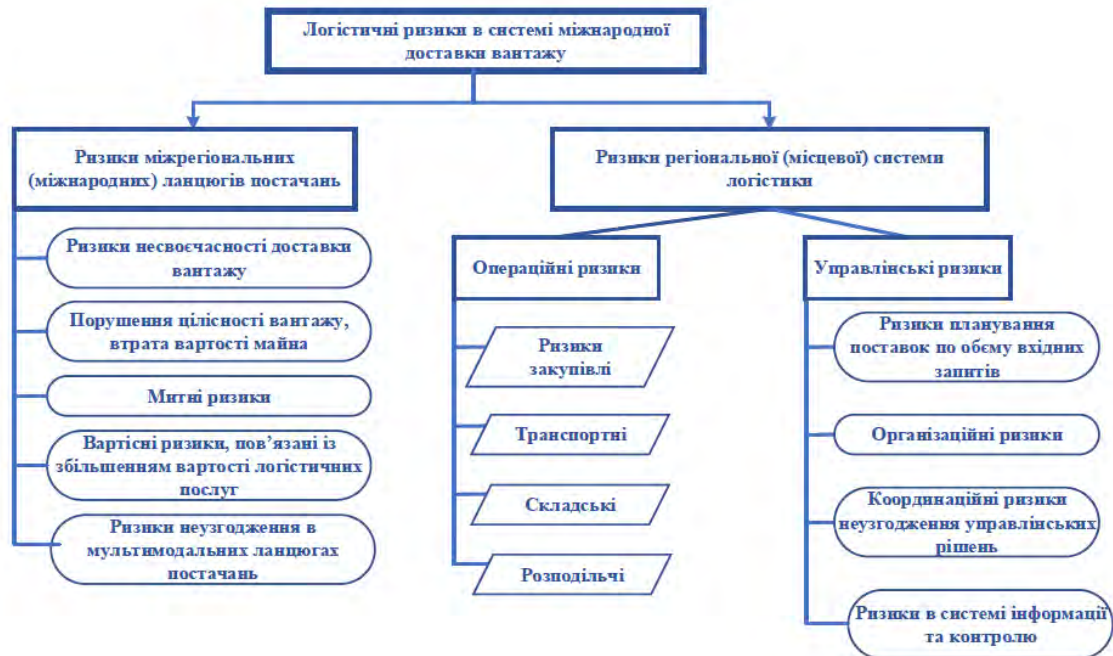 Логістичні ризики в системі міжнародної
доставки вантажу
Ризики міжрегіональних
(міжнародних) ланцюгів постачань
Ризики несвоєчасності доставки
вантажу
Порушення цілісності вантажу,
втрата вартості майна
Митні ризики
Вартісні ризики, пов’язані із
збільшенням вартості логістичних
послуг
Ризики неузгодження в
мультимодальних ланцюгах
постачань
Ризики регіональної (місцевої) системи
логістики
Операційні ризики
Ризики
закупівлі
Транспортні
Складські
Розподільчі
Управлінські ризики
Ризики планування
поставок по обєму вхідних
запитів
Організаційні ризики
Координаційні ризики
неузгодження управлінських
рішень
Ризики в системі інформації
та контролю